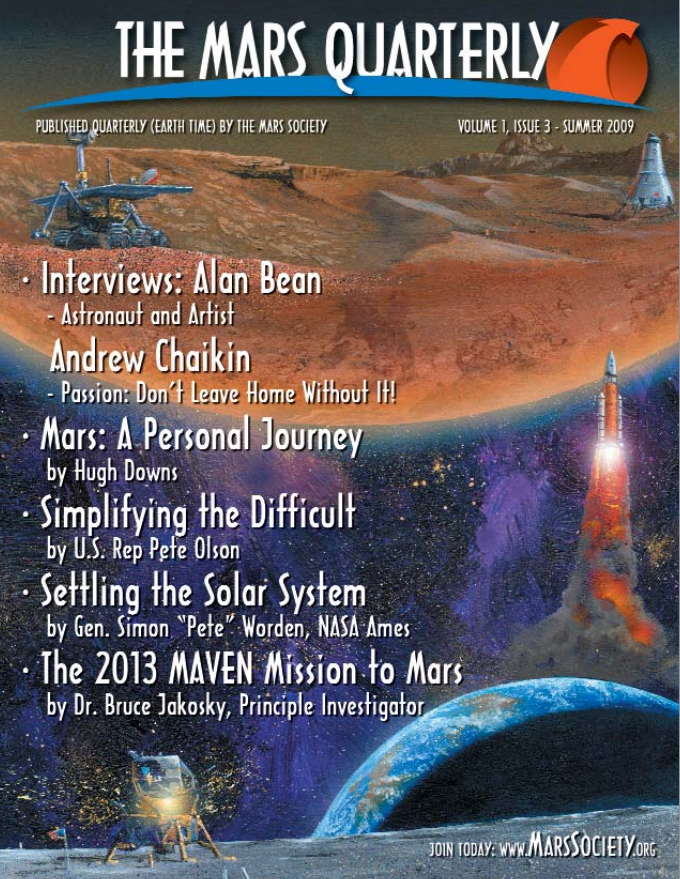 THE MARS QUARTERLY
PUBLISHED QUARTERLY (EARTH TIME) BY THE MARS SOCIETY
VOLUME 1, ISSUE 3 - SUMMER 2009
· Interviews: Alan Bean
- Astronaut and Artist
Andrew Chaikin
- Passion: Don't Leave Home Without It!
· Mars: A Personal Journey
by Hugh Downs
· Simplifying the Difficult
by U.S. Rep Pete Olson
· Settling the Solar System
by Gen. Simon "Pete" Worden, NASA Ames
· The 2013 MAVEN Mission to Mars
by Dr. Bruce Jakosky, Principle Investigator
JOIN TODAY: WWW.MARSSOCIETY.ORG